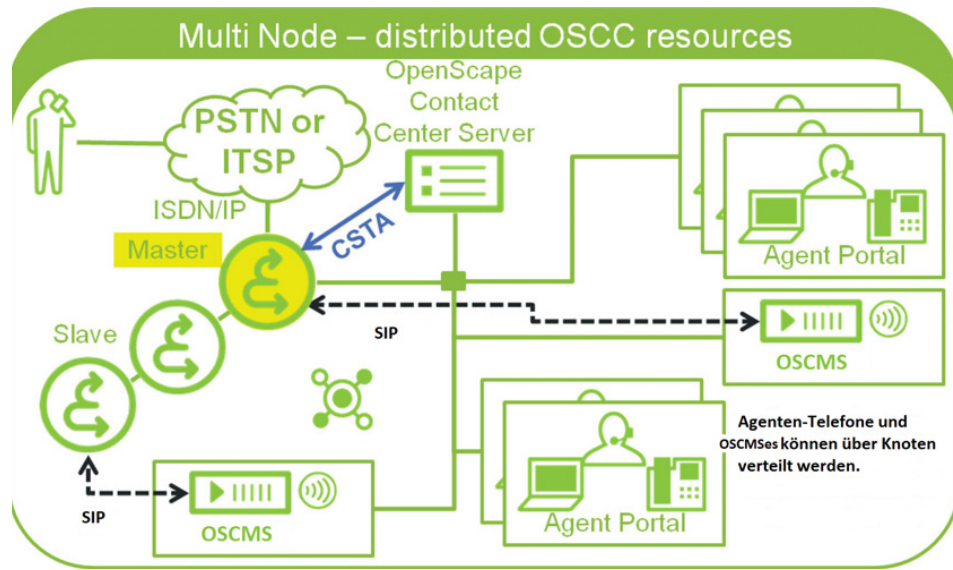 Multi Node – distributed OSCC resources
OpenScape
Contact
Center Server
PSTN or
ITSP
ISDN/IP
Master
CSTA
Agent Portal
SIP
Slave
OSCMS
Agenten-Telefone und
OSCMSes können über Knoten
verteilt werden.
SIP
OSCMS
Agent Portal